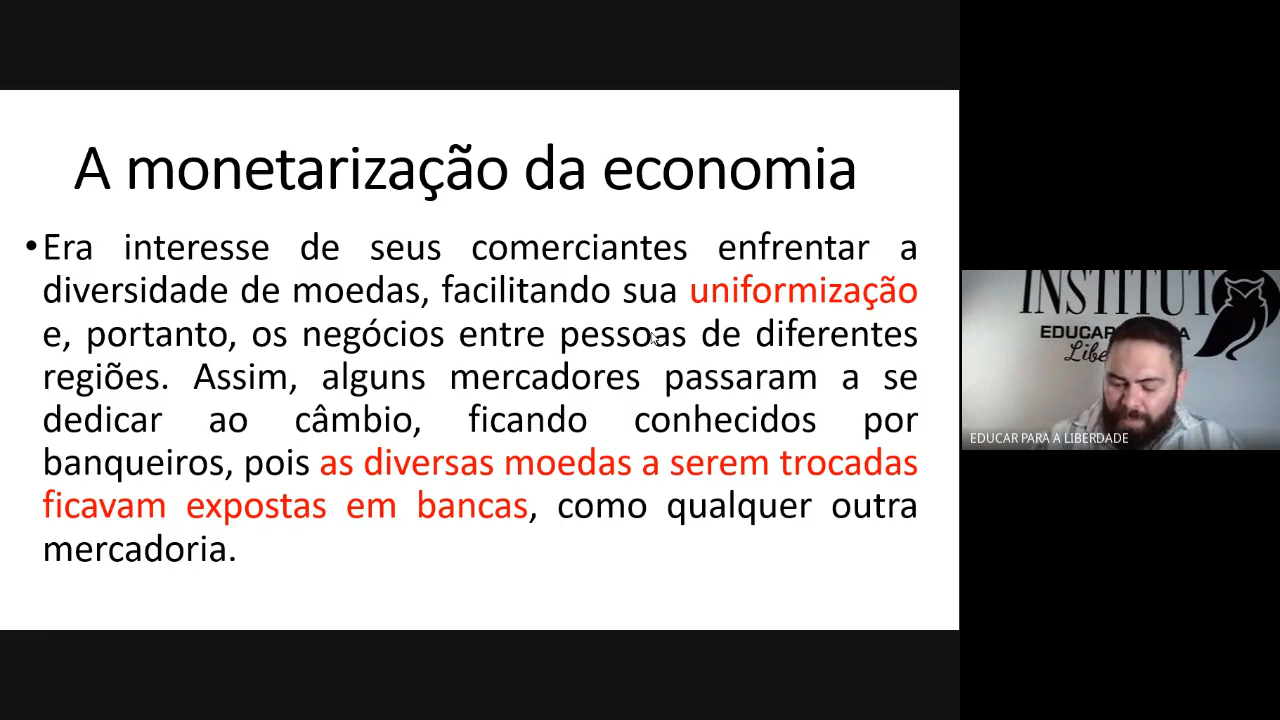 A monetarização da economia
•Era interesse de seus comerciantes enfrentar a
diversidade de moedas, facilitando sua uniformização
e, portanto, os negócios entre pessoas de diferentes
regiões. Assim, alguns mercadores passaram a se
dedicar ao câmbio, ficando conhecidos por
banqueiros, pois as diversas moedas a serem trocadas
ficavam expostas em bancas, como qualquer outra
mercadoria.
INSTITUT
EDUCAR
EDUCAR PARA A LIBERDADE